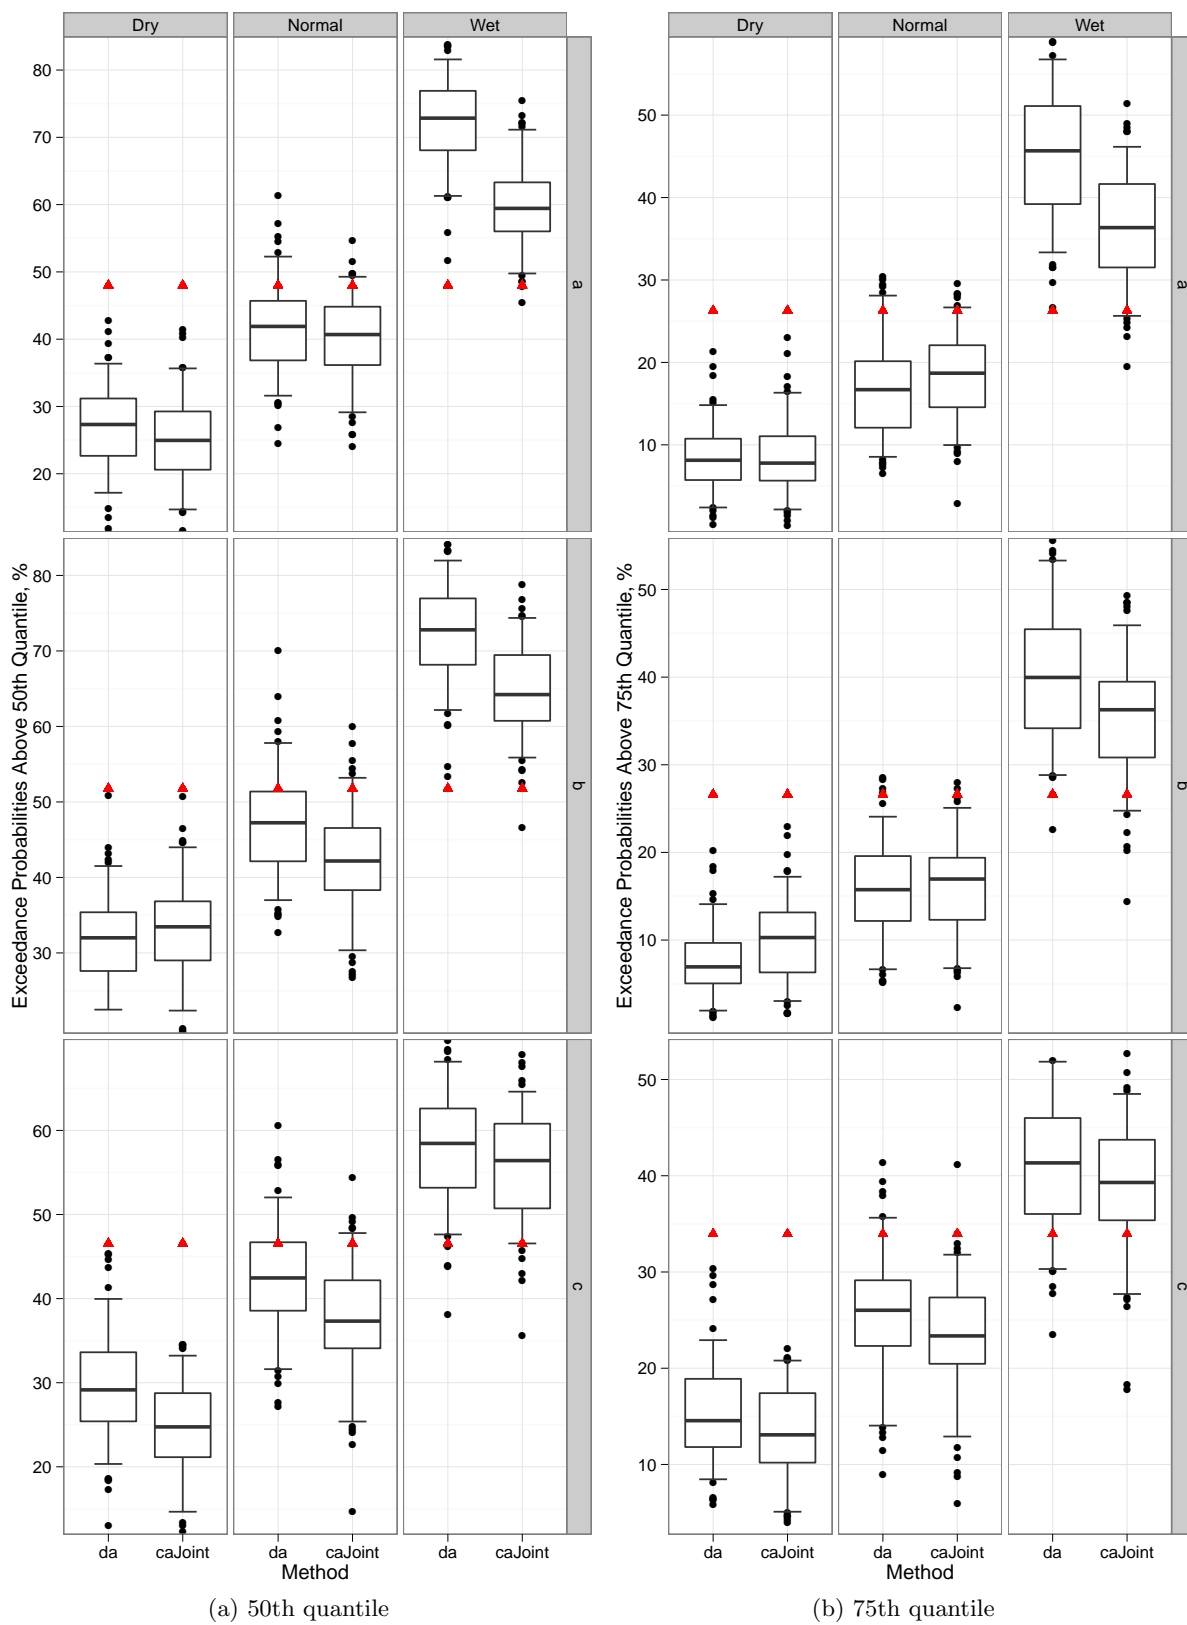 Dry Normal Wet
80
70
60
50
40
30
20
a
80
70
60
50
40
30
b
60
50
40
30
20
c
Exceedance Probabilities Above 50th Quantile, %
da caJoint da caJoint da caJoint
Method
(a) 50th quantile
Dry Normal Wet
50
40
30
20
10
a
50
40
30
20
10
b
50
40
30
20
10
c
Exceedance Probabilities Above 75th Quantile, %
da caJoint da caJoint da caJoint
Method
(b) 75th quantile